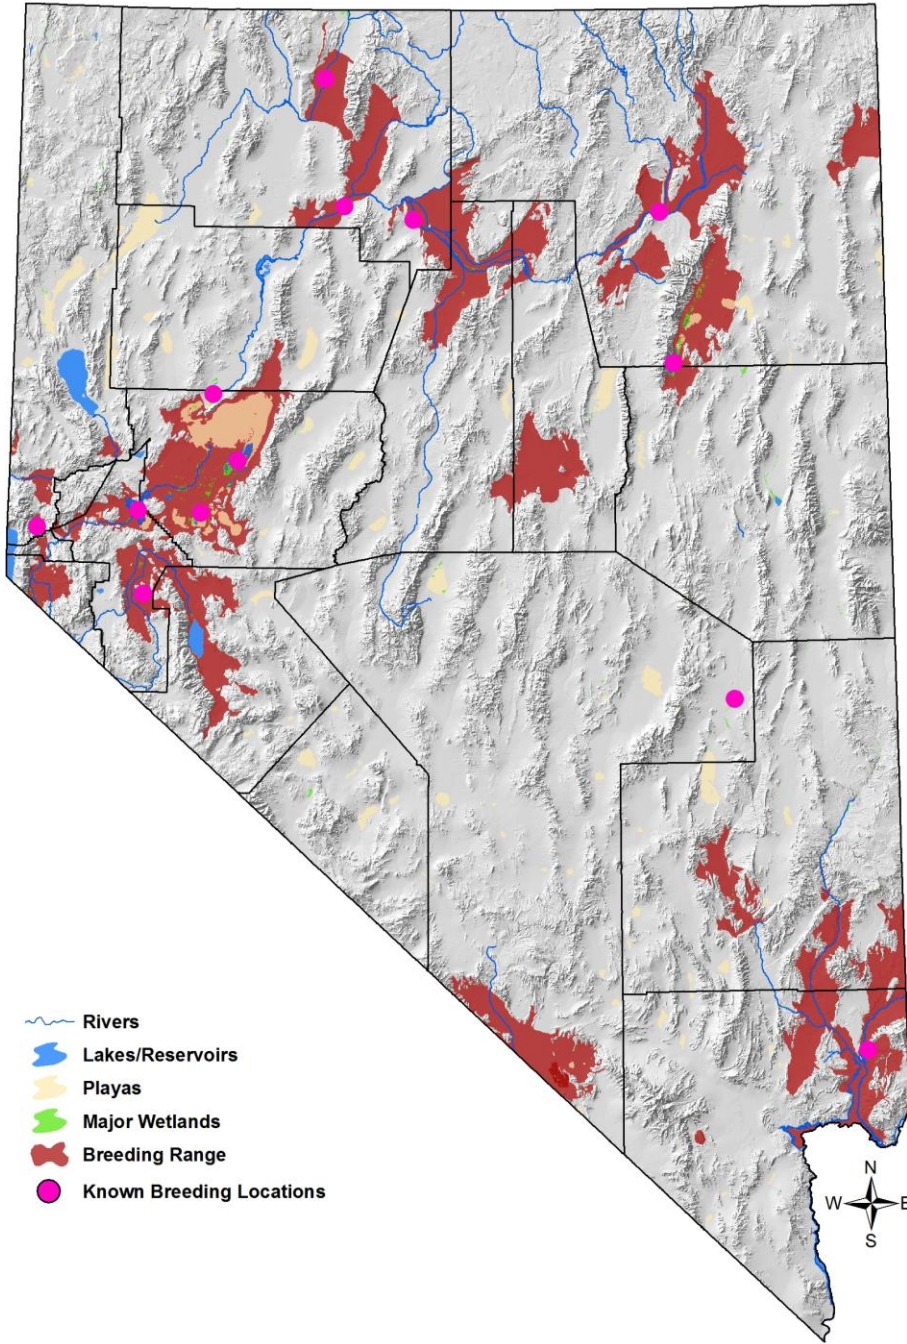 Rivers
Lakes/Reservoirs
Playas
Major Wetlands
Breeding Range
Known Breeding Locations
N
W E
S